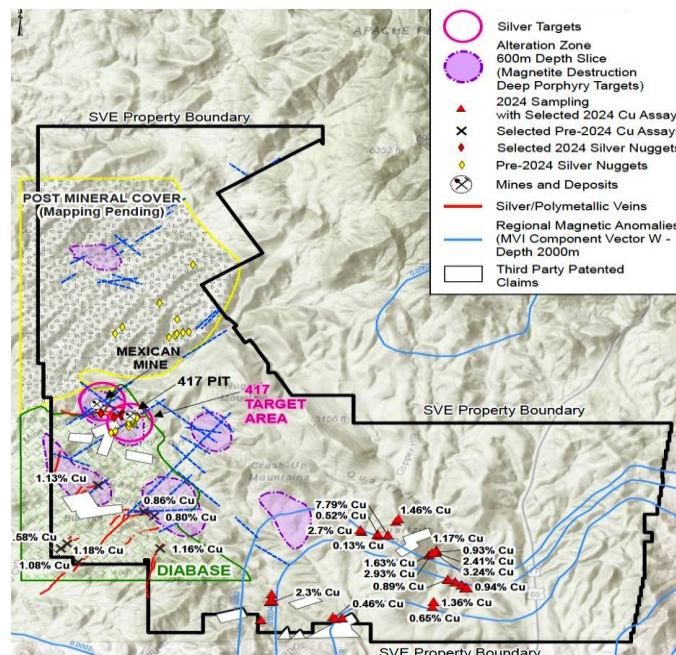 Silver Targets
Alteration Zone
600m Depth Slice
(Magnetite Destruction
Deep Porphyry Targets)
2024 Sampling
with Selected 2024 Cu Assay
Selected Pre-2024 Cu Assay
Selected 2024 Silver Nuggets
Pre-2024 Silver Nuggets
Mines and Deposits
Silver/Polymetallic Veins
Regional Magnetic Anomalies
(MVI Component Vector W -
Depth 2000m
Third Party Patented
Claims
SVE Property Boundary
6352 ft
POST MINERAL COVER
(Mapping Pending)
MEXICAN
MINE
417 PIT
417
TARGET
AREA
5156 ft
SVE Property Boundary
Crash-Up
Mountains
1.13% Cu
0.86% Cu
0.80% Cu
.58% Cu
1.18% Cu
1.08% Cu
1.16% Cu
DIABASE
7.79% Cu
0.52% Cu
2.7% Cu
0.13% Cu
1.46% Cu
1.17% Cu
0.93% Cu
2.41% Cu
3.24% Cu
1.63% Cu
2.93% Cu
0.89% Cu
0.94% Cu
1.36% Cu
0.65% Cu
2.3% Cu
0.46% Cu
60
SVE Property Boundary